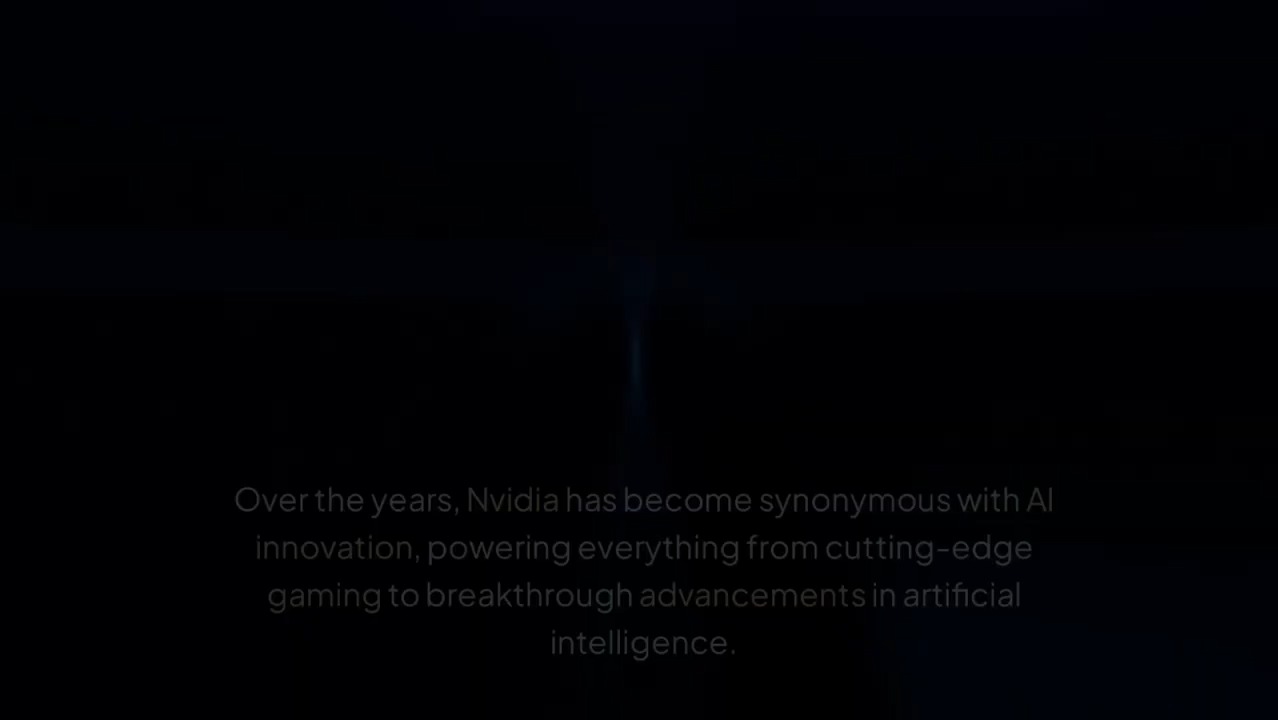 Over the years, Nvidia has become synonymous with AI
innovation, powering everything from cutting-edge
gaming to breakthrough advancements in artificial
intelligence.